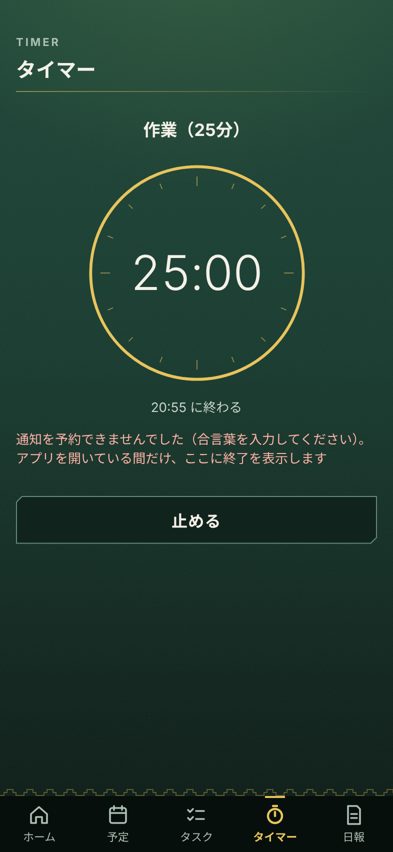 TIMER
タイマー
作業（25分）
25:00
20:55 に終わる
通知を予約できませんでした（合言葉を入力してください）。
アプリを開いている間だけ、ここに終了を表示します
止める
ホーム
予定
タスク
タイマー
日報